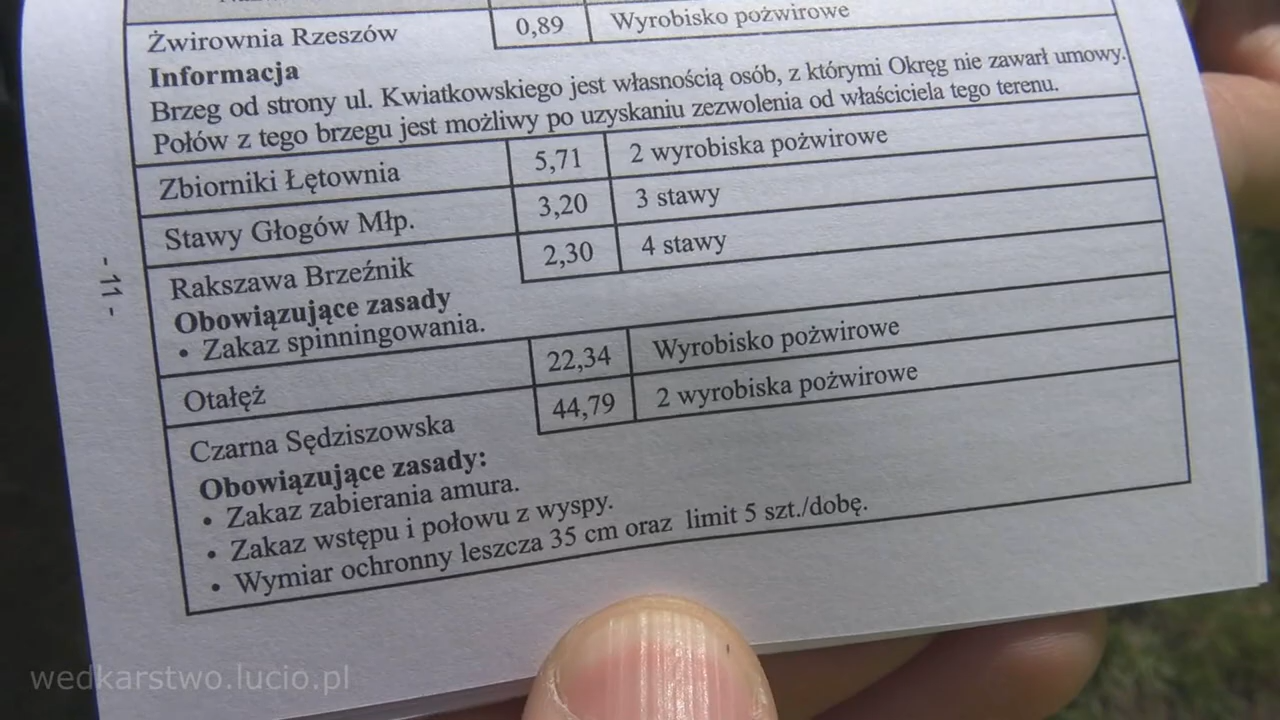 Żwirownia Rzeszów 0,89 Wyrobisko pożwirowe
Informacja
Brzeg od strony ul. Kwiatkowskiego jest własnością osób, z którymi Okręg nie zawarł umowy.
Połów z tego brzegu jest możliwy po uzyskaniu zezwolenia od właściciela tego terenu.
Zbiorniki Łętownia 5,71 2 wyrobiska pożwirowe
Stawy Głogów Młp. 3,20 3 stawy
Rakszawa Brzeźnik 2,30 4 stawy
Obowiązujące zasady
• Zakaz spinningowania.
Otałęż 22,34 Wyrobisko pożwirowe
Czarna Sędziszowska 44,79 2 wyrobiska pożwirowe
Obowiązujące zasady:
• Zakaz zabierania amura.
• Zakaz wstępu i połowu z wyspy.
• Wymiar ochronny leszcza 35 cm oraz limit 5 szt./dobę.
- 11 -
wedkarstwo.lucio.pl